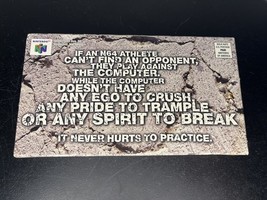 IF AN N64 ATHLETE
CAN'T FIND AN OPPONENT,
THEY PLAY AGAINST
THE COMPUTER.
WHILE THE COMPUTER
DOESN'T HAVE
ANY EGO TO CRUSH,
ANY PRIDE TO TRAMPLE
OR ANY SPIRIT TO BREAK
IT NEVER HURTS TO PRACTICE.